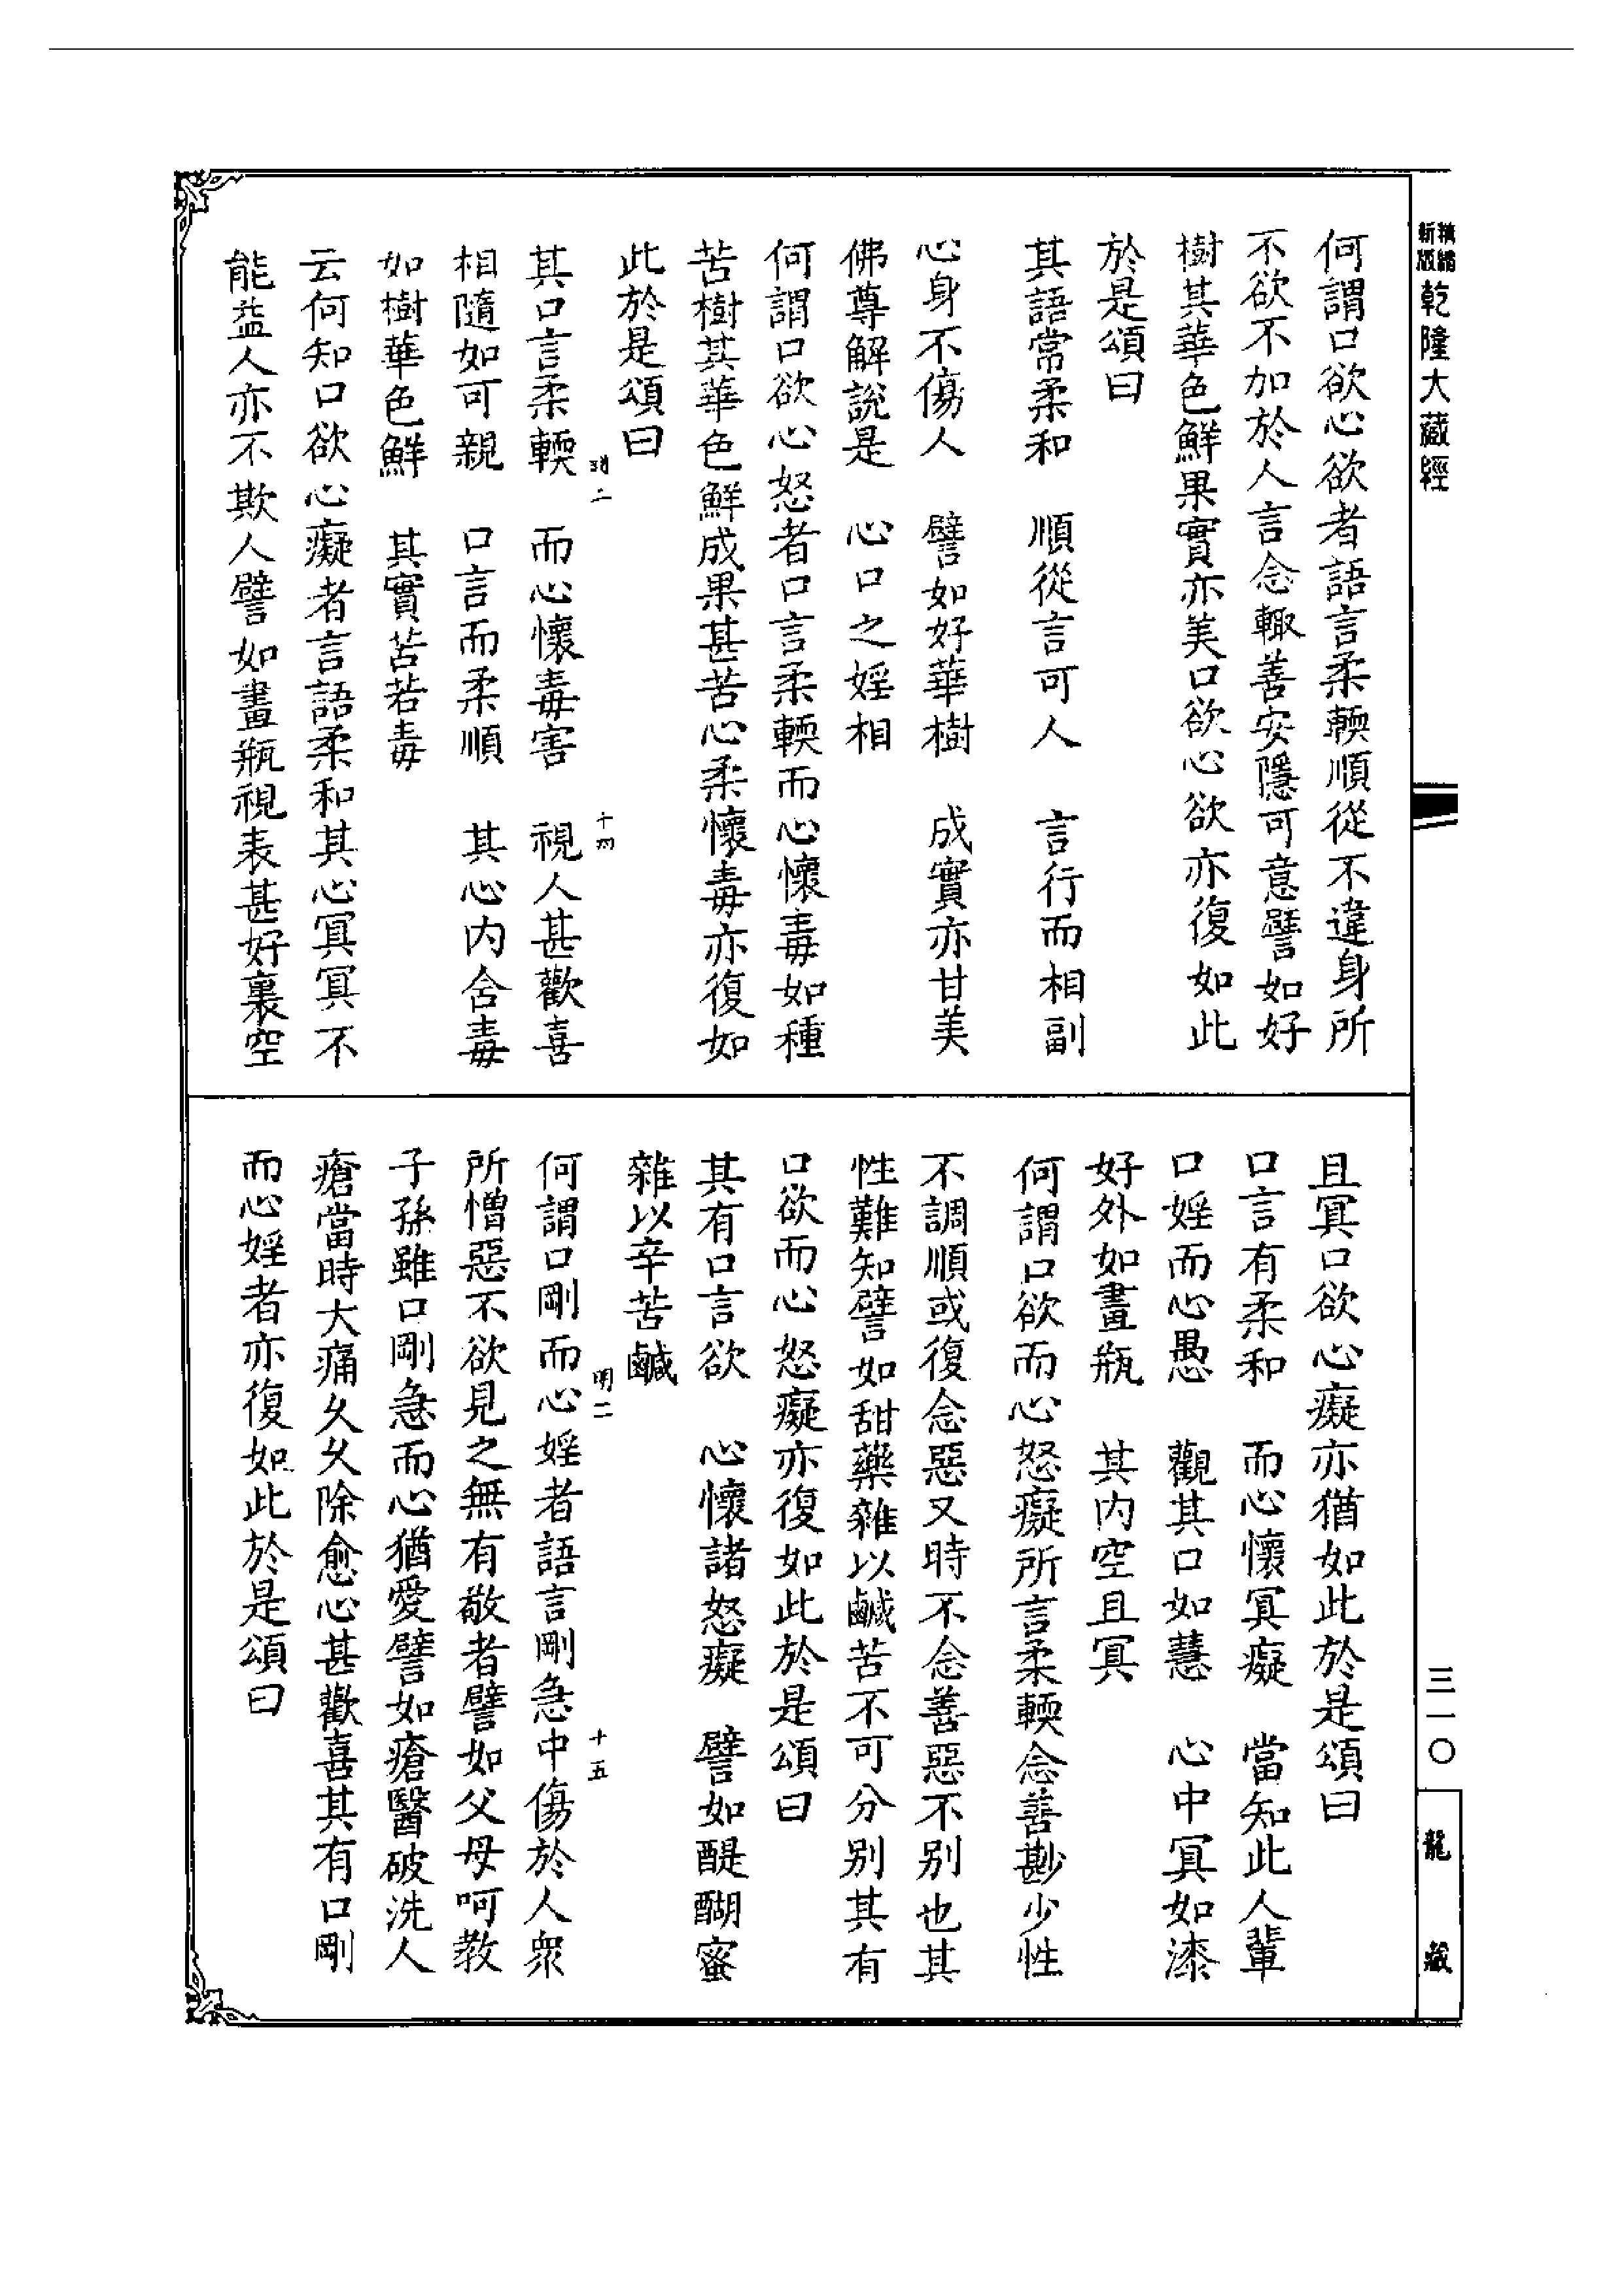 新版精縮乾隆大藏經
何謂口欲心欲者語言柔輭順從不違身所
不欲不加於人言念輙善安隱可意譬如好
樹其華色鮮果實亦美口欲心欲亦復如此
於是頌曰
其語常柔和　順從言可人　言行而相副
心身不傷人　譬如好華樹　成實亦甘美
佛尊解說是　心口之婬相
何謂口欲心怒者口言柔輭而心懷毒如種
苦樹其華色鮮成果甚苦心柔懷毒亦復如
此於是頌曰
其口言柔輭　而心懷毒害　視人甚歡喜
相隨如可親　口言而柔順　其心内含毒
如樹華色鮮　其實苦若毒
云何知口欲心癡者言語柔和其心冥冥不
能益人亦不欺人譬如畫瓶視表甚好裏空
且冥口欲心癡亦猶如此於是頌曰
口言有柔和　而心懷冥癡　當知此人輩
口婬而心愚　觀其口如慧　心中冥如漆
好外如畫瓶　其内空且冥
何謂口欲而心怒癡所言柔輭念善尠少性
不調順或復念惡又時不念善惡不別也其
性難知譬如甜藥雜以鹹苦不可分別其有
口欲而心怒癡亦復如此於是頌曰
其有口言欲　心懷諸怒癡　譬如醍醐蜜
雜以辛苦鹹
何謂口剛而心婬者語言剛急中傷於人衆
所憎惡不欲見之無有敬者譬如父母呵教
子孫雖口剛急而心猶愛譬如瘡醫破洗人
瘡當時大痛久久除愈心甚歡喜其有口剛
而心婬者亦復如此於是頌曰
明二
十四
明二
十五
三一〇
龍藏